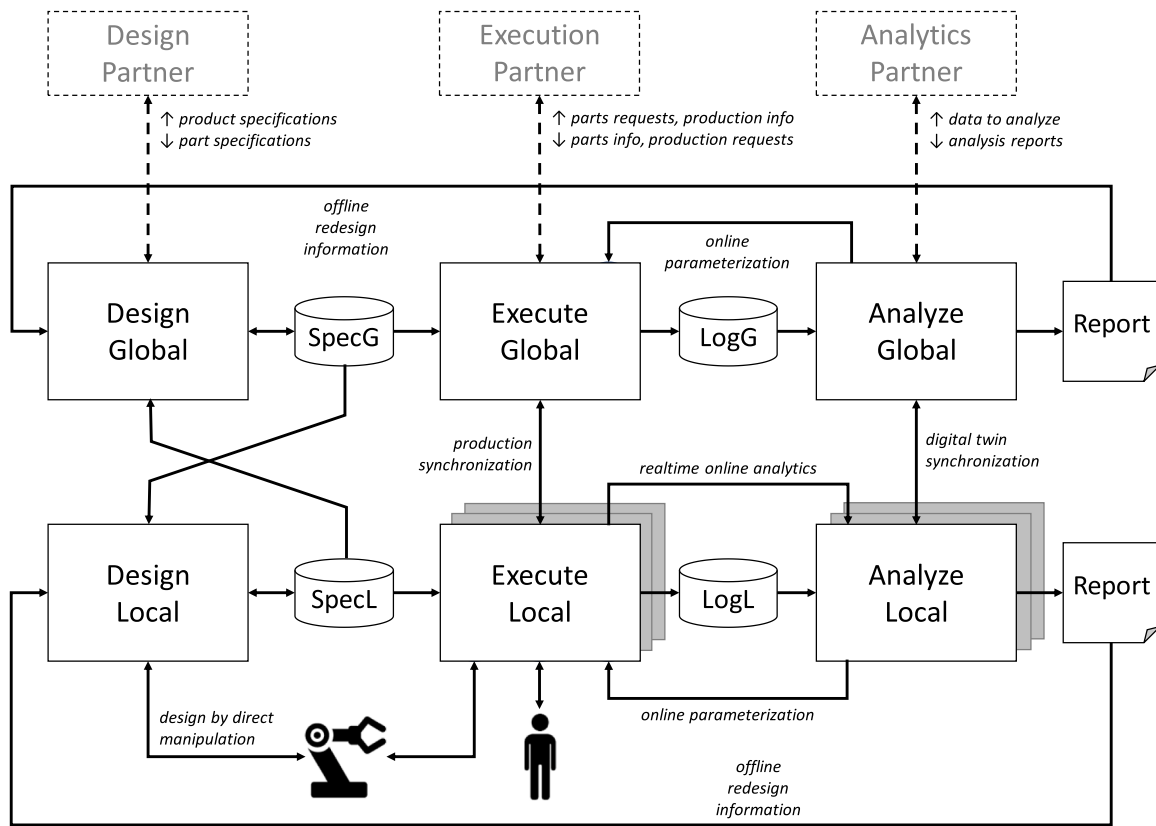 Design
Partner
Execution
Partner
Analytics
Partner
↑ product specifications
↓ part specifications
↑ parts requests, production info
↓ parts info, production requests
↑ data to analyze
↓ analysis reports
offline
redesign
information
online
parameterization
Design
Global
SpecG
Execute
Global
LogG
Analyze
Global
Report
production
synchronization
realtime online analytics
digital twin
synchronization
Design
Local
SpecL
Execute
Local
LogL
Analyze
Local
Report
design by direct
manipulation
online parameterization
offline
redesign
information